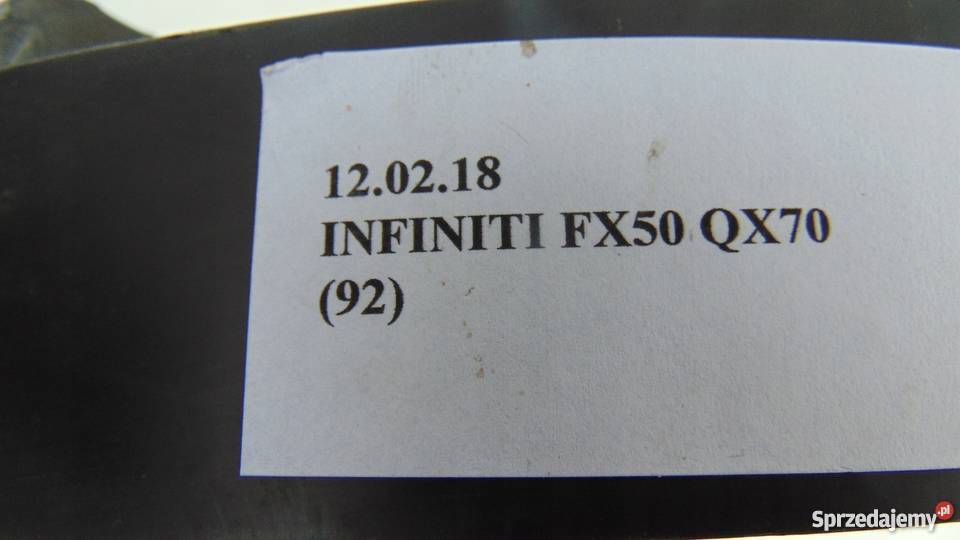 12.02.18
INFINITI FX50 QX70
(92)
Sprzedajemy.pl